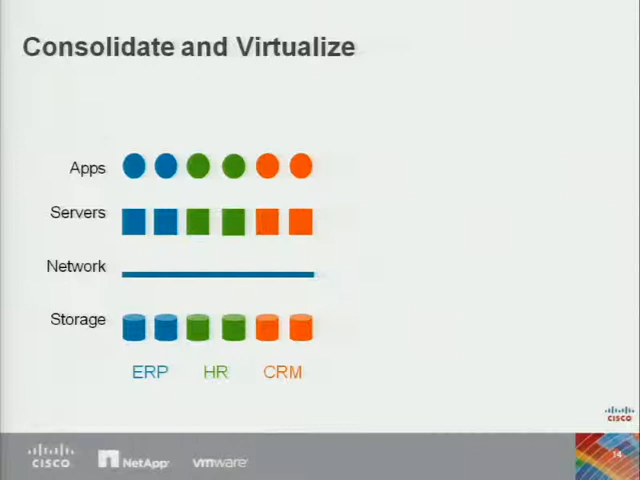 Consolidate and Virtualize
Apps
Servers
Network
Storage
ERP HR CRM
CISCO
CISCO NetApp vmware 14